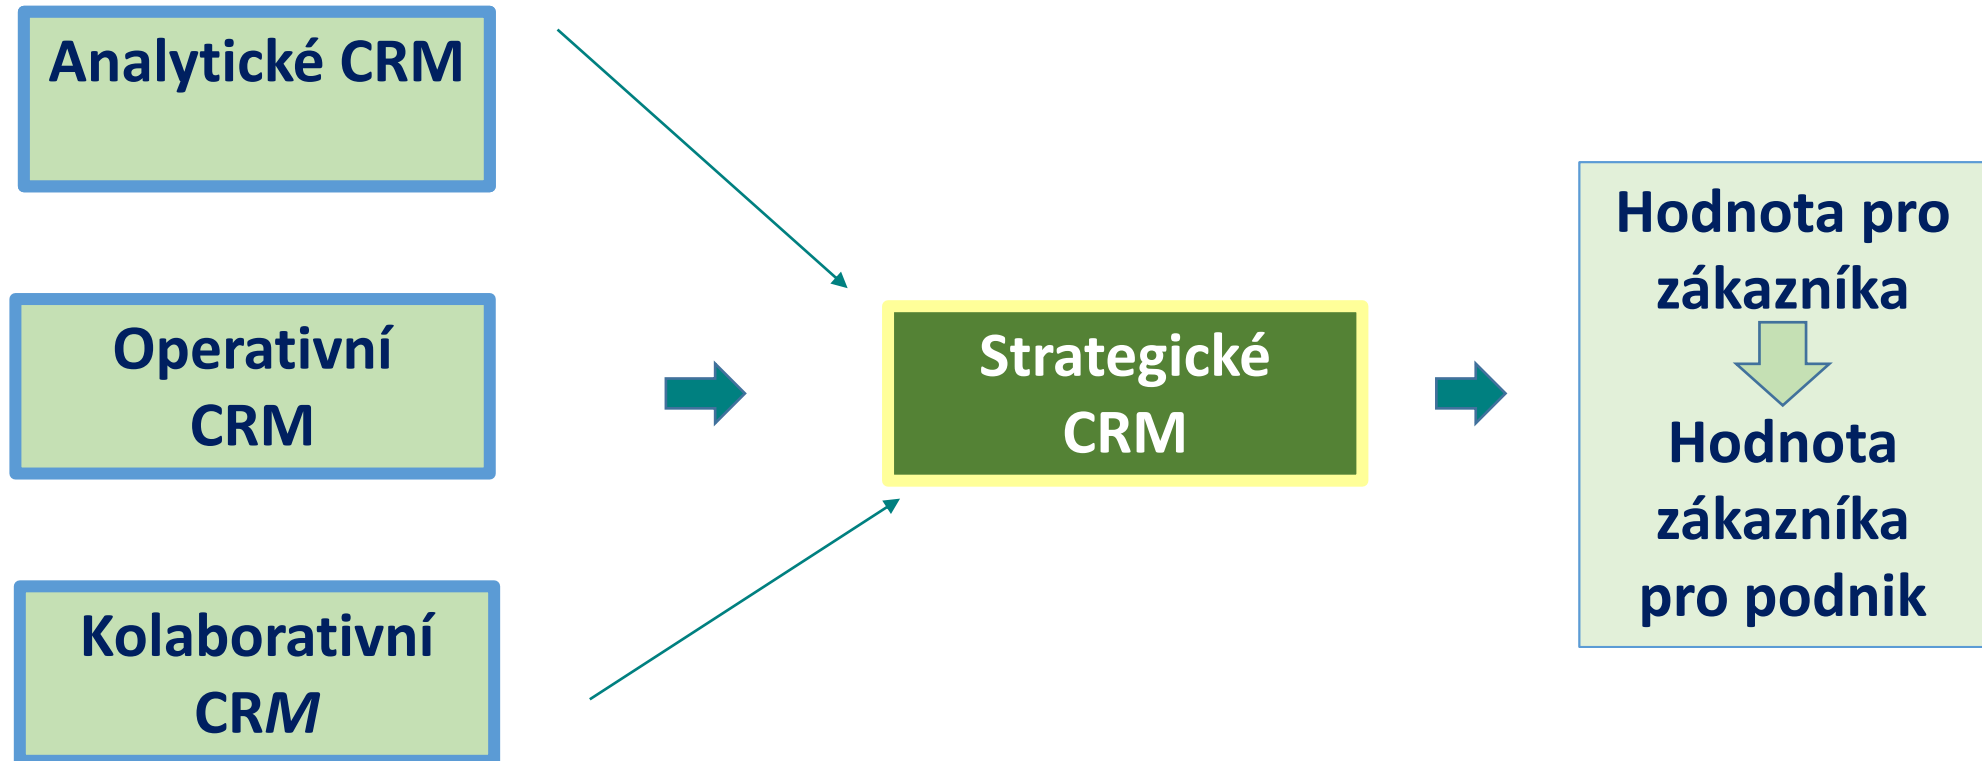 Analytické CRM
Operativní
CRM
Kolaborativní
CRM
Strategické
CRM
Hodnota pro
zákazníka
Hodnota
zákazníka
pro podnik